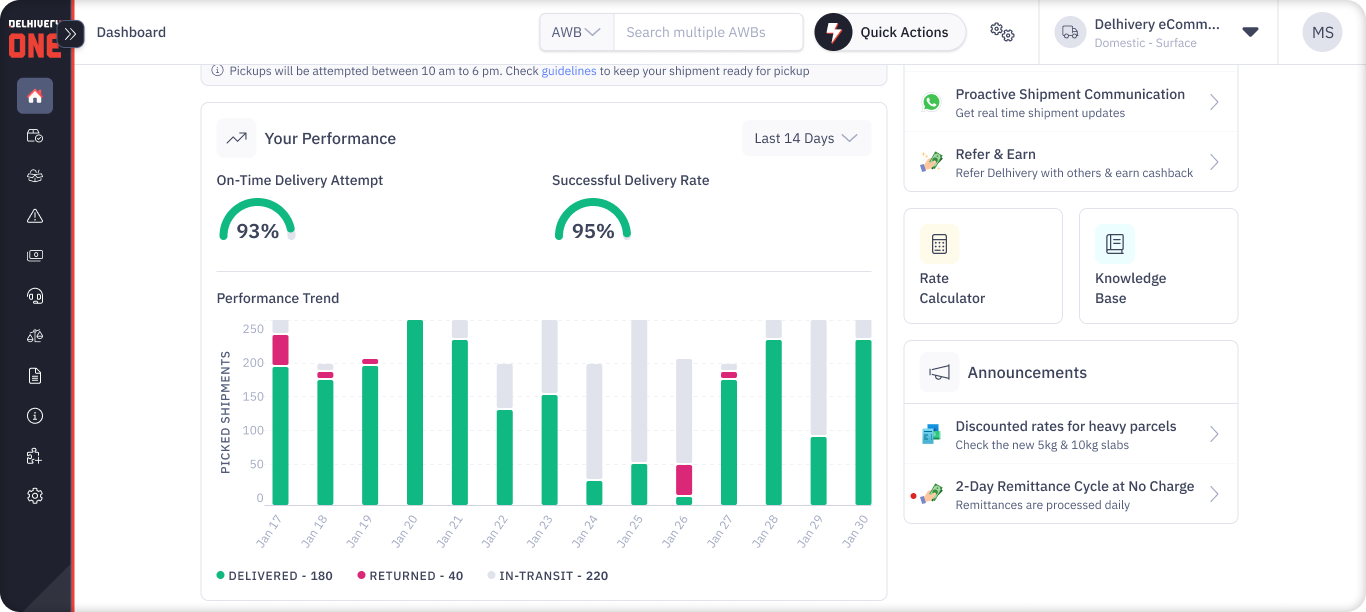 DELHIVERY
ONE
Dashboard
AWB
Search multiple AWBs
Quick Actions
Delhivery eComm...
Domestic - Surface
MS
Pickups will be attempted between 10 am to 6 pm. Check guidelines to keep your shipment ready for pickup
Your Performance
Last 14 Days
On-Time Delivery Attempt
93%
Successful Delivery Rate
95%
Performance Trend
PICKED SHIPMENTS
250
200
150
100
50
0
Jan 17
Jan 18
Jan 19
Jan 20
Jan 21
Jan 22
Jan 23
Jan 24
Jan 25
Jan 26
Jan 27
Jan 28
Jan 29
Jan 30
DELIVERED - 180
RETURNED - 40
IN-TRANSIT - 220
Proactive Shipment Communication
Get real time shipment updates
Refer & Earn
Refer Delhivery with others & earn cashback
Rate
Calculator
Knowledge
Base
Announcements
Discounted rates for heavy parcels
Check the new 5kg & 10kg slabs
2-Day Remittance Cycle at No Charge
Remittances are processed daily